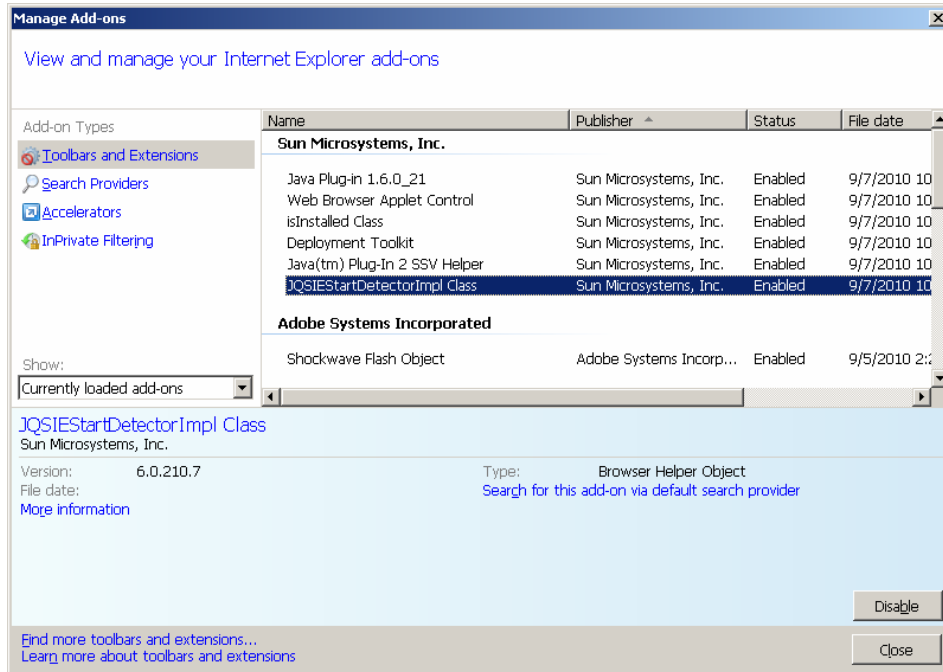 Manage Add-ons
View and manage your Internet Explorer add-ons
Add-on Types
Toolbars and Extensions
Search Providers
Accelerators
InPrivate Filtering
Show:
Currently loaded add-ons
Name Publisher Status File date
Sun Microsystems, Inc.
Java Plug-in 1.6.0_21 Sun Microsystems, Inc. Enabled 9/7/2010 10
Web Browser Applet Control Sun Microsystems, Inc. Enabled 9/7/2010 10
isInstalled Class Sun Microsystems, Inc. Enabled 9/7/2010 10
Deployment Toolkit Sun Microsystems, Inc. Enabled 9/7/2010 10
Java(tm) Plug-In 2 SSV Helper Sun Microsystems, Inc. Enabled 9/7/2010 10
JQSIEStartDetectorImpl Class Sun Microsystems, Inc. Enabled 9/7/2010 10
Adobe Systems Incorporated
Shockwave Flash Object Adobe Systems Incorp... Enabled 9/5/2010 2:2
JQSIEStartDetectorImpl Class
Sun Microsystems, Inc.
Version: 6.0.210.7 Type: Browser Helper Object
File date: Search for this add-on via default search provider
More information
Disable
Find more toolbars and extensions...
Learn more about toolbars and extensions
Close